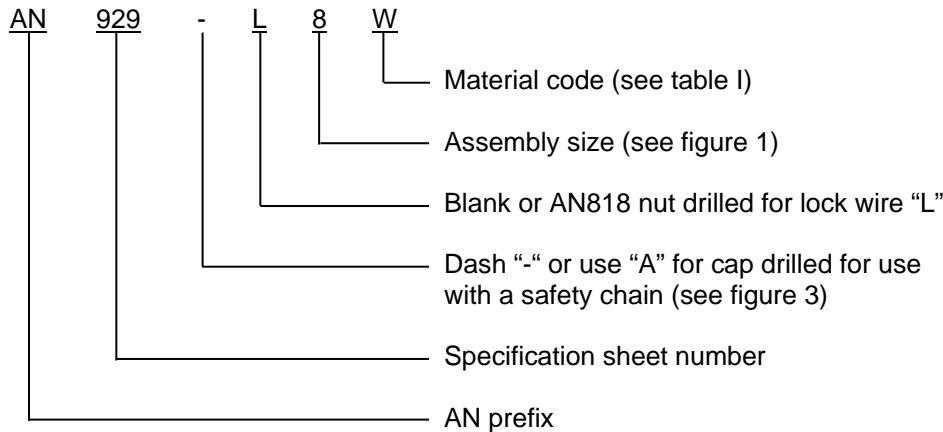 AN 929 - L 8 W
Material code (see table I)
Assembly size (see figure 1)
Blank or AN818 nut drilled for lock wire “L”
Dash “-“ or use “A” for cap drilled for use
with a safety chain (see figure 3)
Specification sheet number
AN prefix